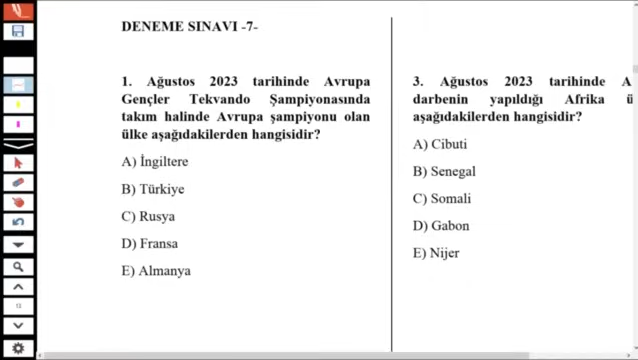 DENEME SINAVI -7-
1. Ağustos 2023 tarihinde Avrupa
Gençler Tekvando Şampiyonasında
takım halinde Avrupa şampiyonu olan
ülke aşağıdakilerden hangisidir?
A) İngiltere
B) Türkiye
C) Rusya
D) Fransa
E) Almanya
3. Ağustos 2023 tarihinde A
darbenin yapıldığı Afrika ü
aşağıdakilerden hangisidir?
A) Cibuti
B) Senegal
C) Somali
D) Gabon
E) Nijer